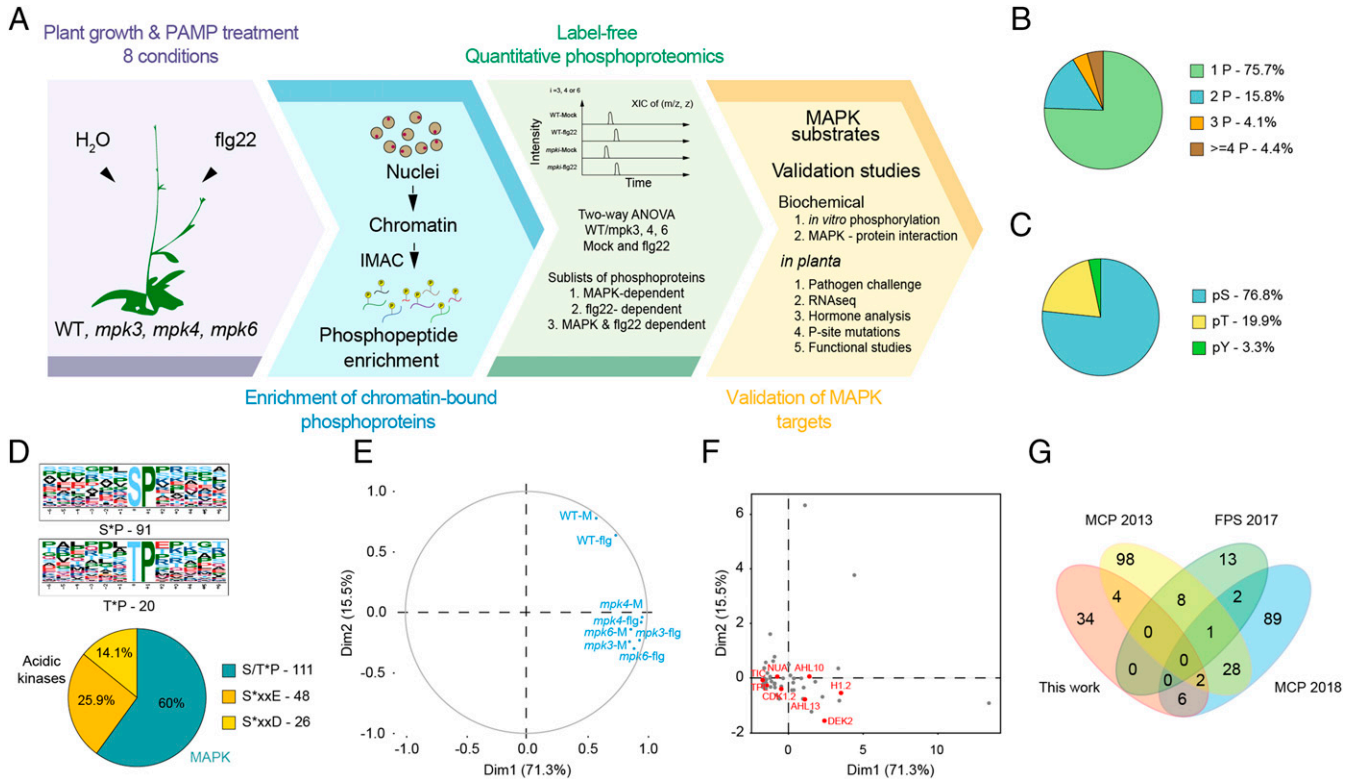 A
Plant growth & PAMP treatment
8 conditions
Label-free
Quantitative phosphoproteomics
H2O
flg22
WT, mpk3, mpk4, mpk6
Nuclei
Chromatin
IMAC
P P P P P P P P
Phosphopeptide
enrichment
i =3, 4 or 6
XIC of (m/z, z)
Intensity
WT-Mock
WT-flg22
mpki-Mock
mpki-flg22
Time
Two-way ANOVA
WT/mpk3, 4, 6
Mock and flg22
Sublists of phosphoproteins
1. MAPK-dependent
2. flg22- dependent
3. MAPK & flg22 dependent
MAPK
substrates
Validation studies
Biochemical
1. in vitro phosphorylation
2. MAPK - protein interaction
in planta
1. Pathogen challenge
2. RNAseq
3. Hormone analysis
4. P-site mutations
5. Functional studies
Enrichment of chromatin-bound
phosphoproteins
Validation of MAPK
targets
B
1 P - 75.7%
2 P - 15.8%
3 P - 4.1%
>=4 P - 4.4%
C
pS - 76.8%
pT - 19.9%
pY - 3.3%
D
SP
S*P - 91
TP
T*P - 20
Acidic
kinases
14.1%
25.9%
60%
MAPK
S/T*P - 111
S*xxE - 48
S*xxD - 26
E
1.0
0.5
0.0
-0.5
-1.0
Dim2 (15.5%)
WT-M
WT-flg
mpk4-M
mpk4-flg
mpk6-M
mpk3-flg
mpk3-M
mpk6-flg
-1.0 -0.5 0.0 0.5 1.0
Dim1 (71.3%)
F
6
4
2
0
-2
Dim2 (15.5%)
NUA
AHL10
H1.2
AHL13
DEK2
0 5 10
Dim1 (71.3%)
G
MCP 2013
FPS 2017
98
13
4
8
2
34
0
1
89
0
0
0
2
28
6
This work
MCP 2018